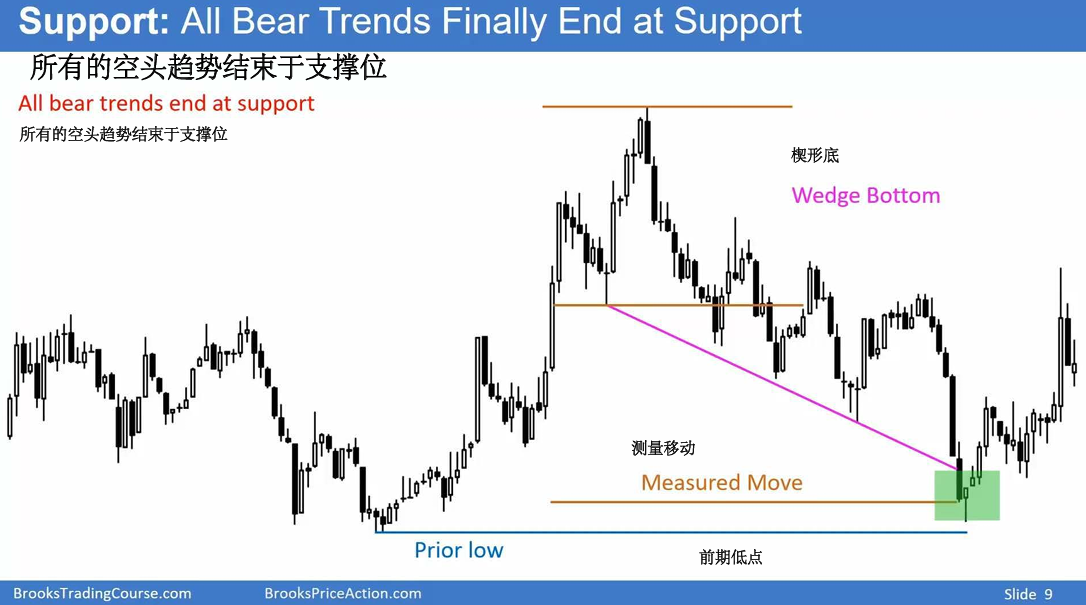 Support: All Bear Trends Finally End at Support
所有的空头趋势结束于支撑位
All bear trends end at support
所有的空头趋势结束于支撑位
楔形底
Wedge Bottom
测量移动
Measured Move
Prior low
前期低点
BrooksTradingCourse.com
BrooksPriceAction.com
Slide 9